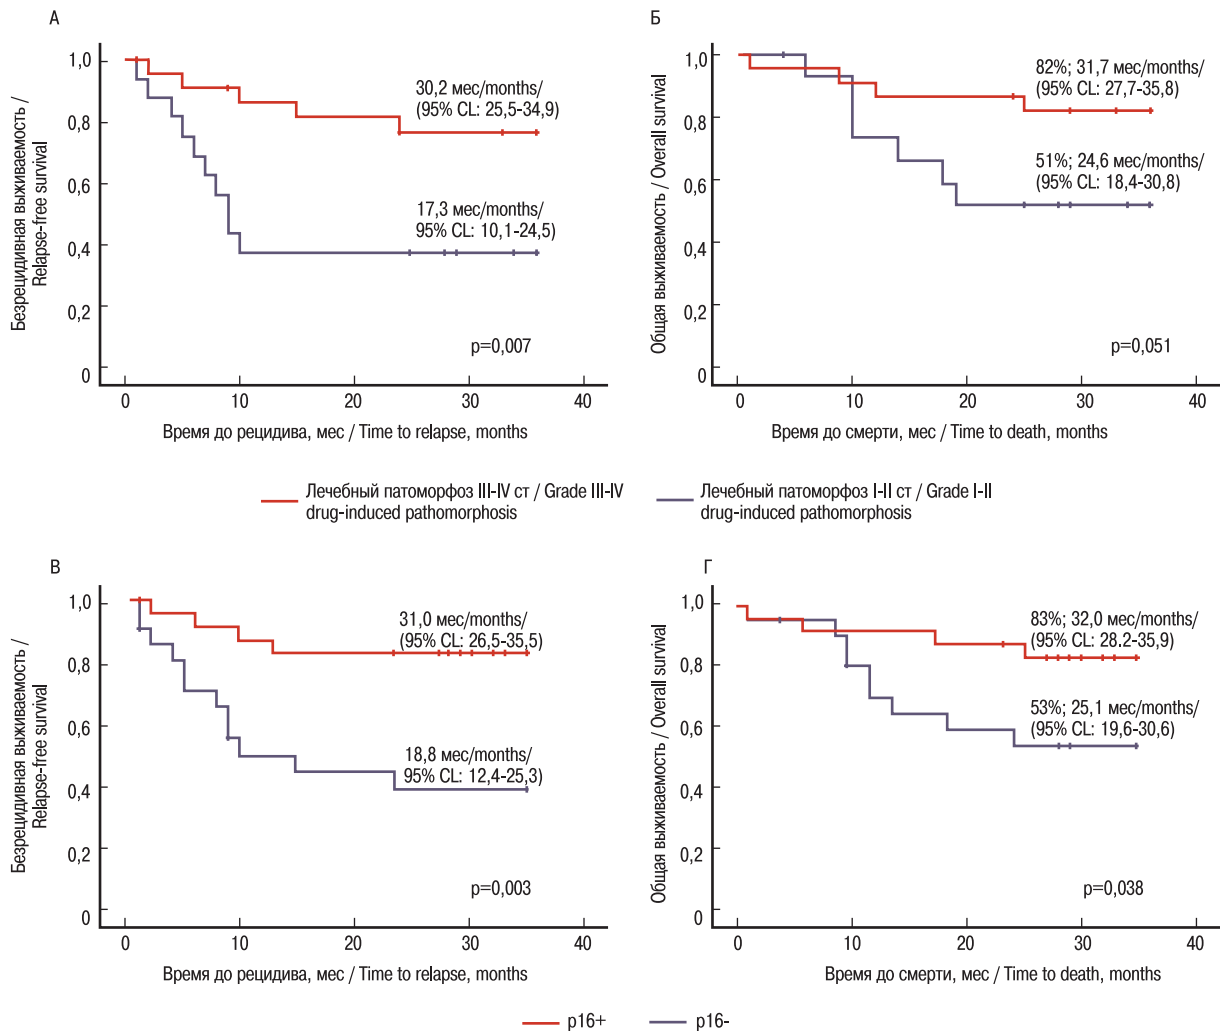 А
Безрецидивная выживаемость /
Relapse-free survival
1,0
0,8
0,6
0,4
0,2
0
30,2 мес/months/
(95% CL: 25,5-34,9)
17,3 мес/months/
95% CL: 10,1-24,5)
p=0,007
0 10 20 30 40
Время до рецидива, мес / Time to relapse, months
Б
Общая выживаемость / Overall survival
1,0
0,8
0,6
0,4
0,2
0
82%; 31,7 мес/months/
(95% CL: 27,7-35,8)
51%; 24,6 мес/months/
(95% CL: 18,4-30,8)
p=0,051
0 10 20 30 40
Время до смерти, мес / Time to death, months
Лечебный патоморфоз III-IV ст / Grade III-IV
drug-induced pathomorphosis
Лечебный патоморфоз I-II ст / Grade I-II
drug-induced pathomorphosis
В
Безрецидивная выживаемость /
Relapse-free survival
1,0
0,8
0,6
0,4
0,2
0
31,0 мес/months/
(95% CL: 26,5-35,5)
18,8 мес/months/
95% CL: 12,4-25,3)
p=0,003
0 10 20 30 40
Время до рецидива, мес / Time to relapse, months
Г
Общая выживаемость / Overall survival
1,0
0,8
0,6
0,4
0,2
0
83%; 32,0 мес/months/
(95% CL: 28.2-35,9)
53%; 25,1 мес/months/
(95% CL: 19,6-30,6)
p=0,038
0 10 20 30 40
Время до смерти, мес / Time to death, months
p16+
p16-